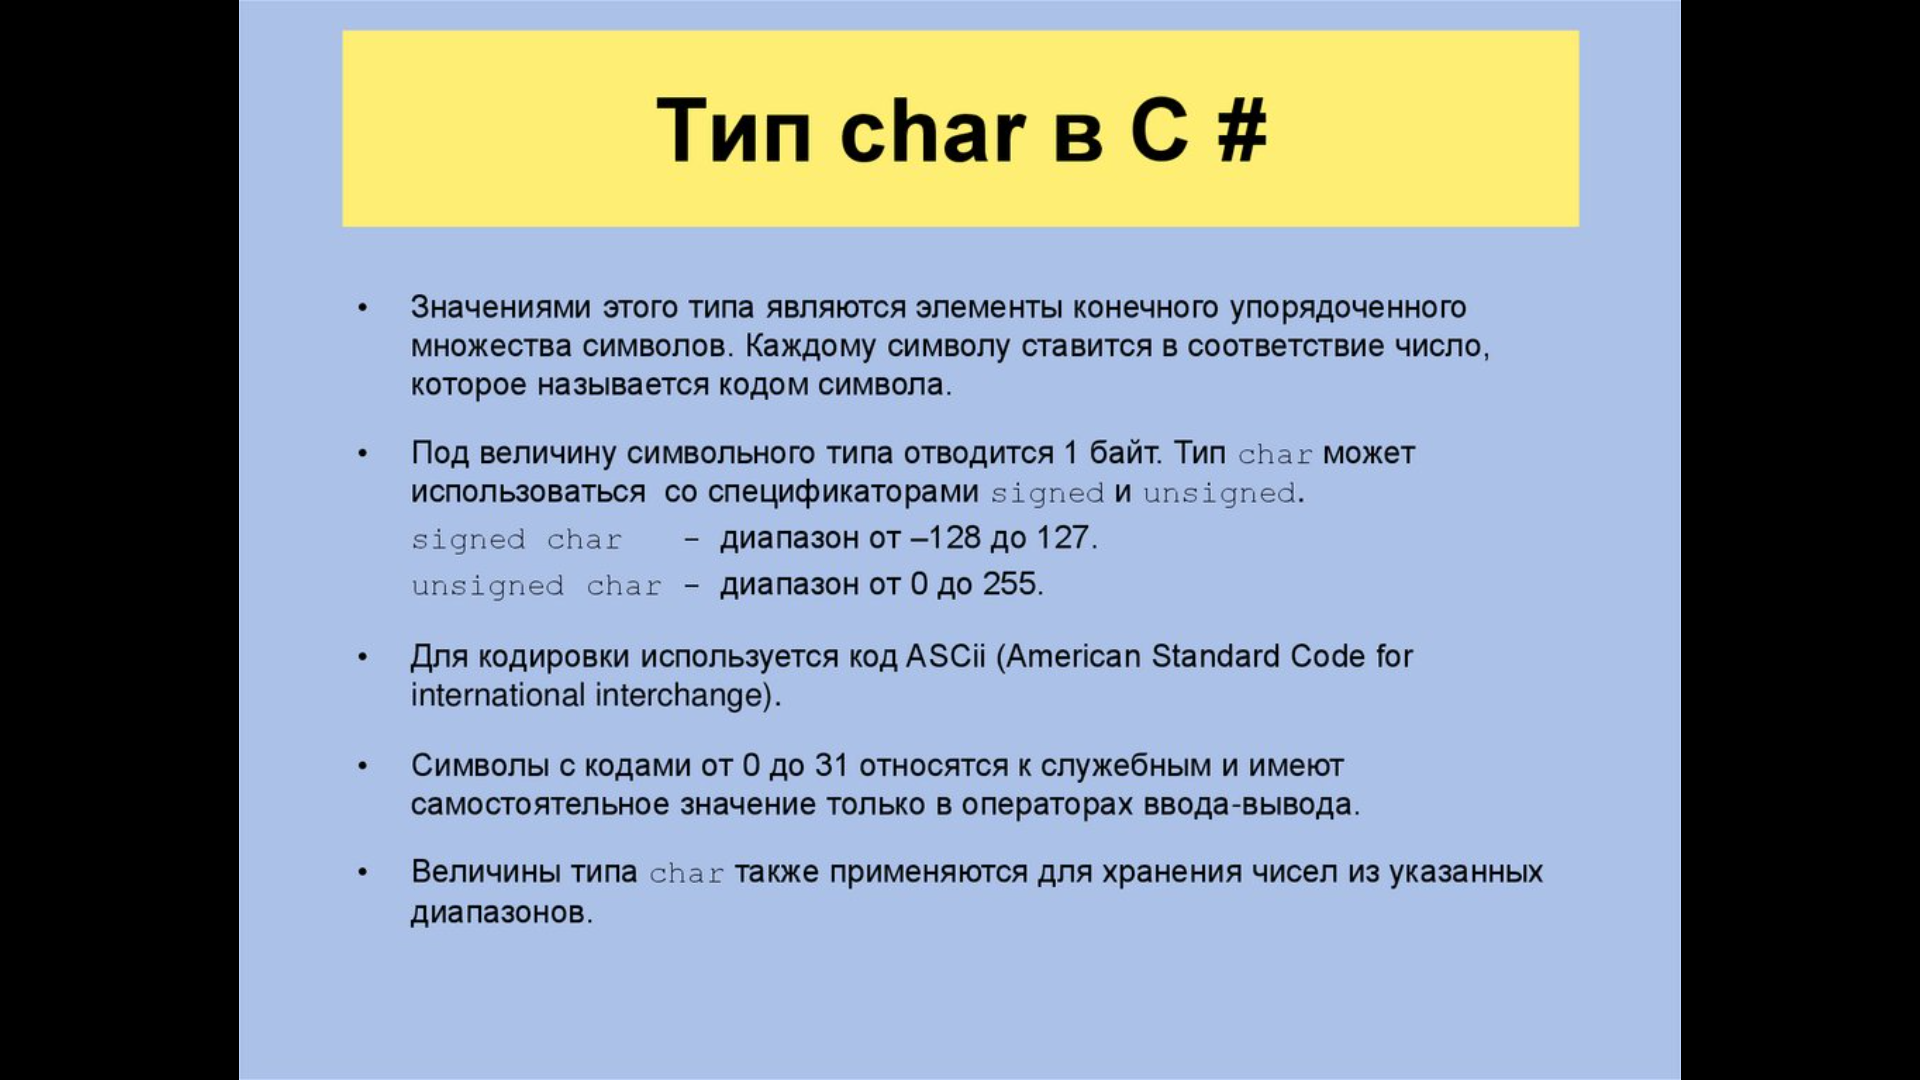 Тип char в С #
• Значениями этого типа являются элементы конечного упорядоченного
множества символов. Каждому символу ставится в соответствие число,
которое называется кодом символа.
• Под величину символьного типа отводится 1 байт. Тип char может
использоваться со спецификаторами signed и unsigned.
signed char - диапазон от –128 до 127.
unsigned char - диапазон от 0 до 255.
• Для кодировки используется код ASCii (American Standard Code for
international interchange).
• Символы с кодами от 0 до 31 относятся к служебным и имеют
самостоятельное значение только в операторах ввода-вывода.
• Величины типа char также применяются для хранения чисел из указанных
диапазонов.